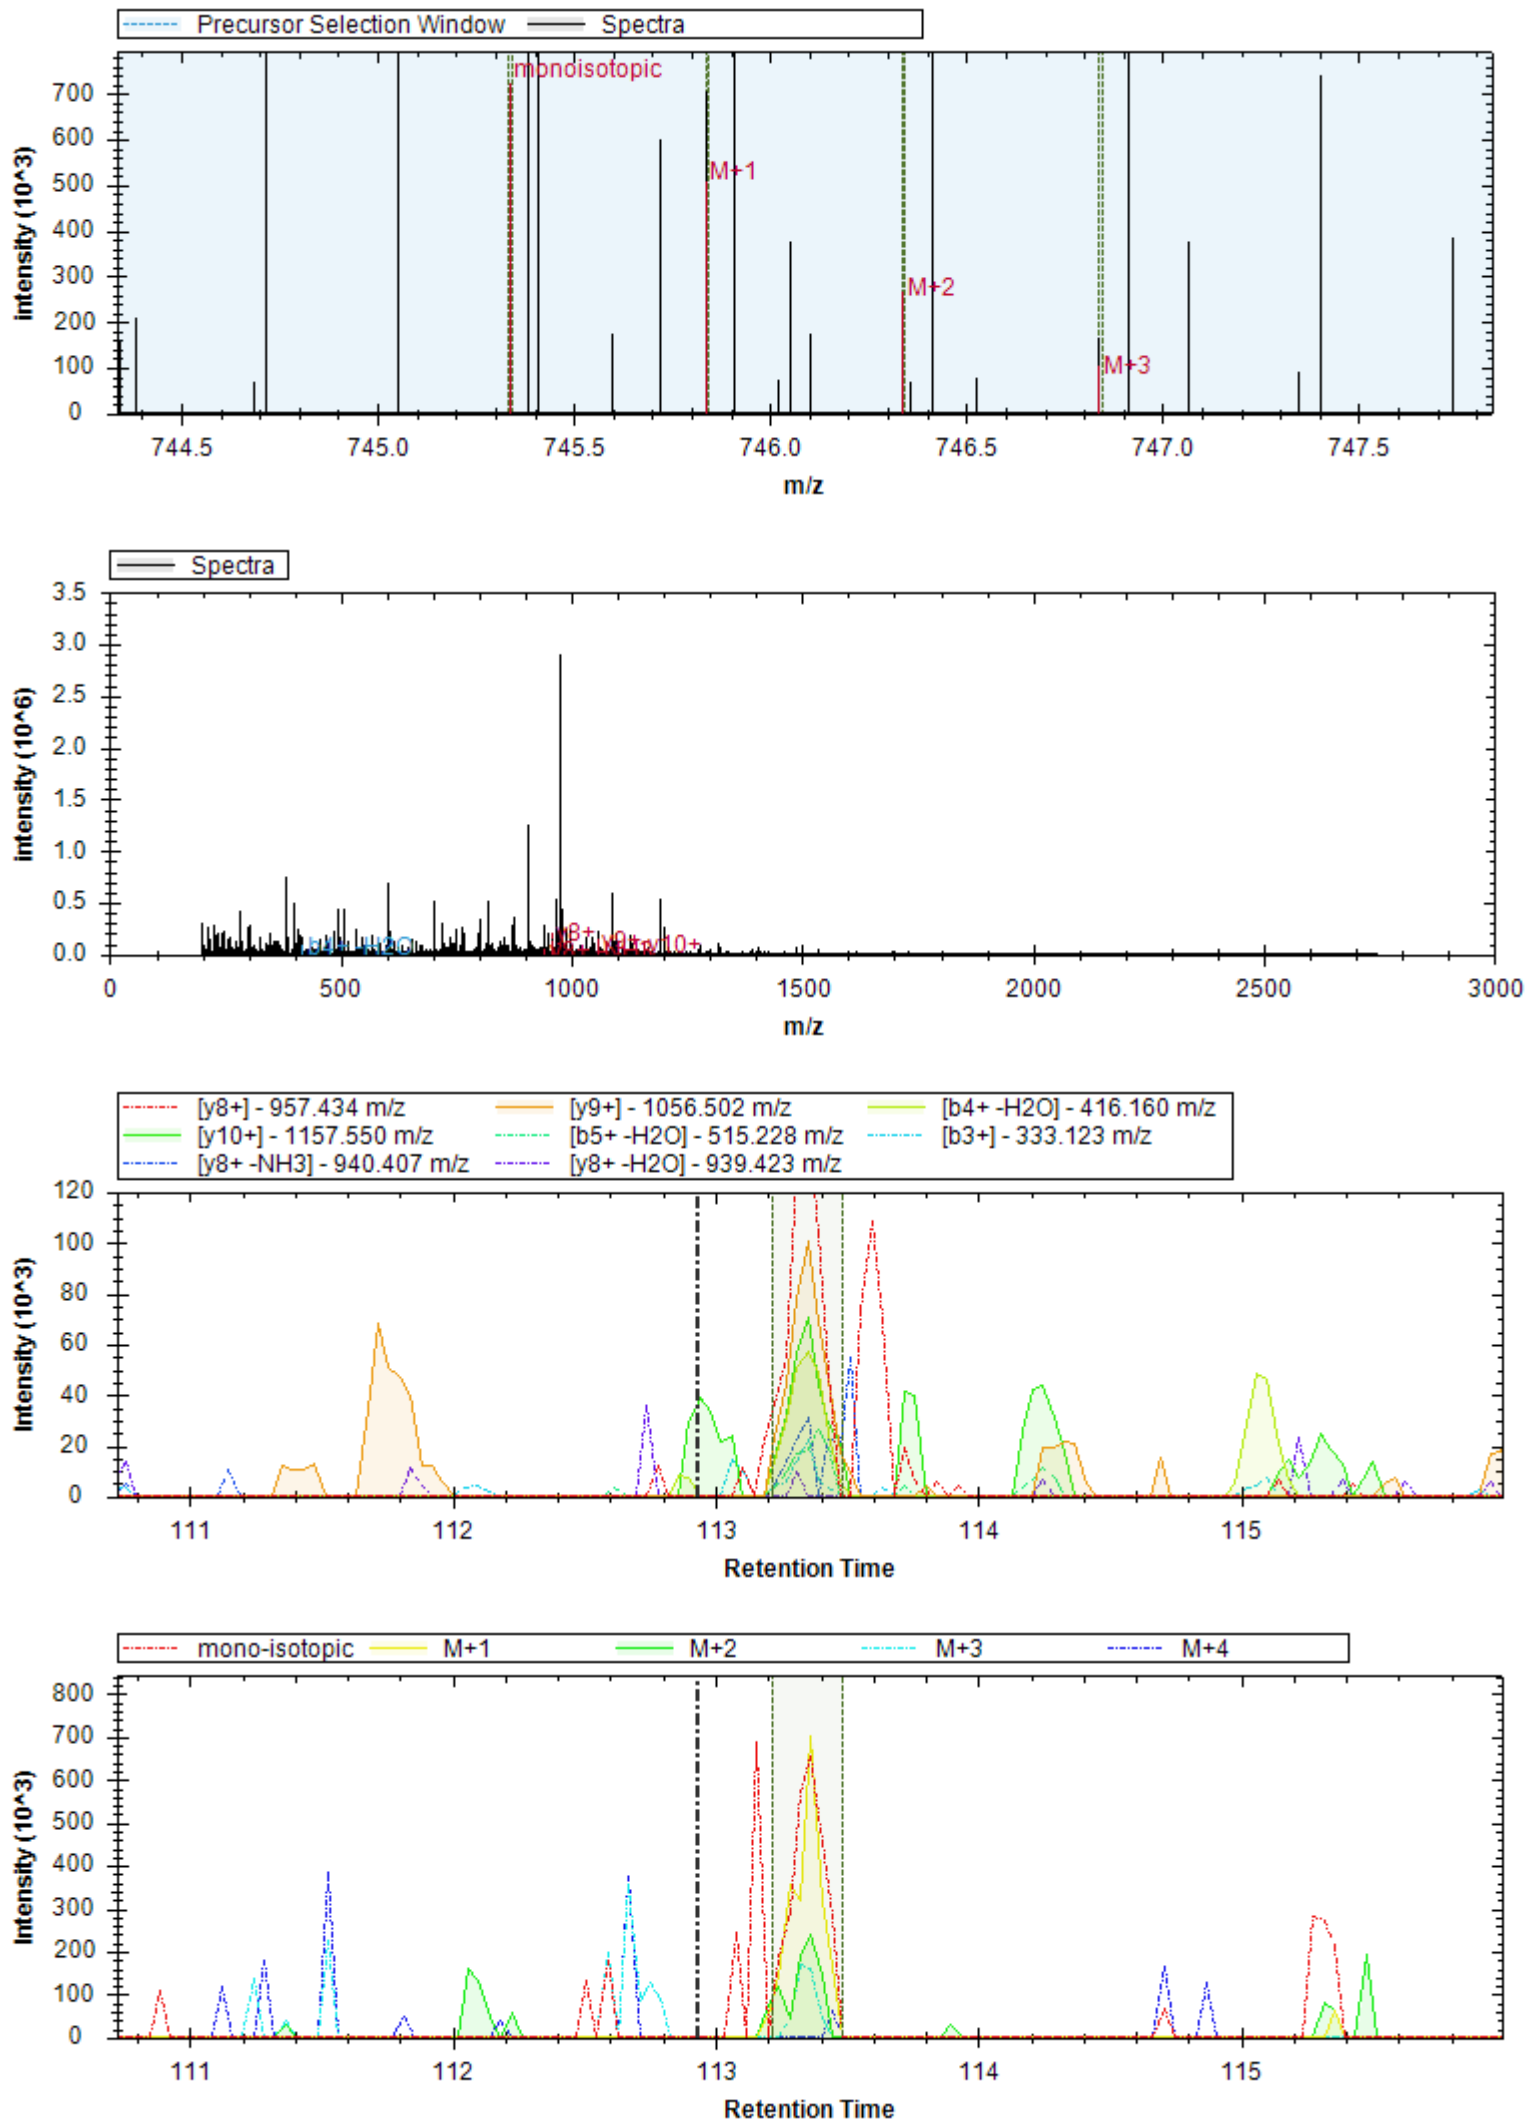 Precursor Selection Window Spectra
monoisotopic
M+1
M+2
M+3
700
600
500
400
300
200
100
0
intensity (10^3)
744.5 745.0 745.5 746.0 746.5 747.0 747.5
m/z
Spectra
3.5
3.0
2.5
2.0
1.5
1.0
0.5
0.0
intensity (10^6)
b4+ -H2O y8+ y9+ y10+
0 500 1000 1500 2000 2500 3000
m/z
[y8+] - 957.434 m/z [y9+] - 1056.502 m/z [b4+ -H2O] - 416.160 m/z
[y10+] - 1157.550 m/z [b5+ -H2O] - 515.228 m/z [b3+] - 333.123 m/z
[y8+ -NH3] - 940.407 m/z [y8+ -H2O] - 939.423 m/z
120
100
80
60
40
20
0
Intensity (10^3)
111 112 113 114 115
Retention Time
mono-isotopic M+1 M+2 M+3 M+4
800
700
600
500
400
300
200
100
0
Intensity (10^3)
111 112 113 114 115
Retention Time